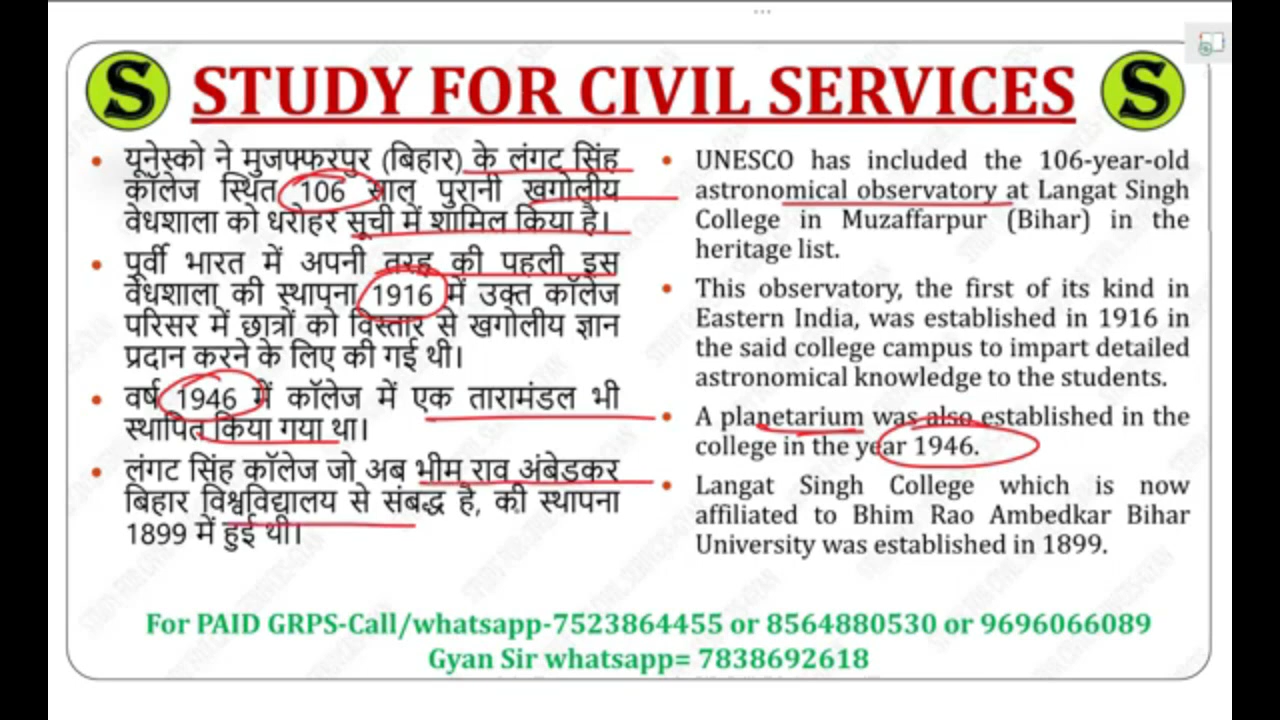 S STUDY FOR CIVIL SERVICES S
• यूनेस्को ने मुजफ्फरपुर (बिहार) के लंगट सिंह
कॉलेज स्थित 106 साल पुरानी खगोलीय
वेधशाला को धरोहर सूची में शामिल किया है।
• पूर्वी भारत में अपनी तरह की पहली इस
वेधशाला की स्थापना 1916 में उक्त कॉलेज
परिसर में छात्रों को विस्तार से खगोलीय ज्ञान
प्रदान करने के लिए की गई थी।
• वर्ष 1946 में कॉलेज में एक तारामंडल भी
स्थापित किया गया था।
• लंगट सिंह कॉलेज जो अब भीम राव अंबेडकर
बिहार विश्वविद्यालय से संबद्ध है, की स्थापना
1899 में हुई थी।
• UNESCO has included the 106-year-old
astronomical observatory at Langat Singh
College in Muzaffarpur (Bihar) in the
heritage list.
• This observatory, the first of its kind in
Eastern India, was established in 1916 in
the said college campus to impart detailed
astronomical knowledge to the students.
• A planetarium was also established in the
college in the year 1946.
• Langat Singh College which is now
affiliated to Bhim Rao Ambedkar Bihar
University was established in 1899.
For PAID GRPS-Call/whatsapp-7523864455 or 8564880530 or 9696066089
Gyan Sir whatsapp= 7838692618